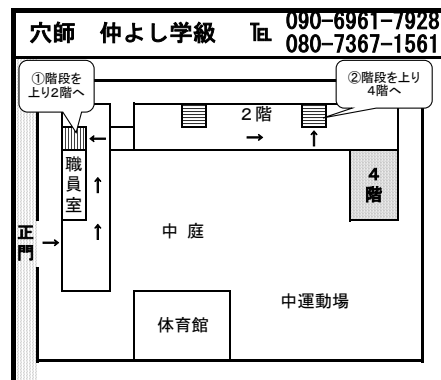 穴師　仲よし学級　℡ 090-6961-7928
080-7367-1561
①階段を
上り2階へ
②階段を上り
4階へ
2階
→
↑
←
職員室
↑
↑
4階
正門
→
中庭
中運動場
体育館